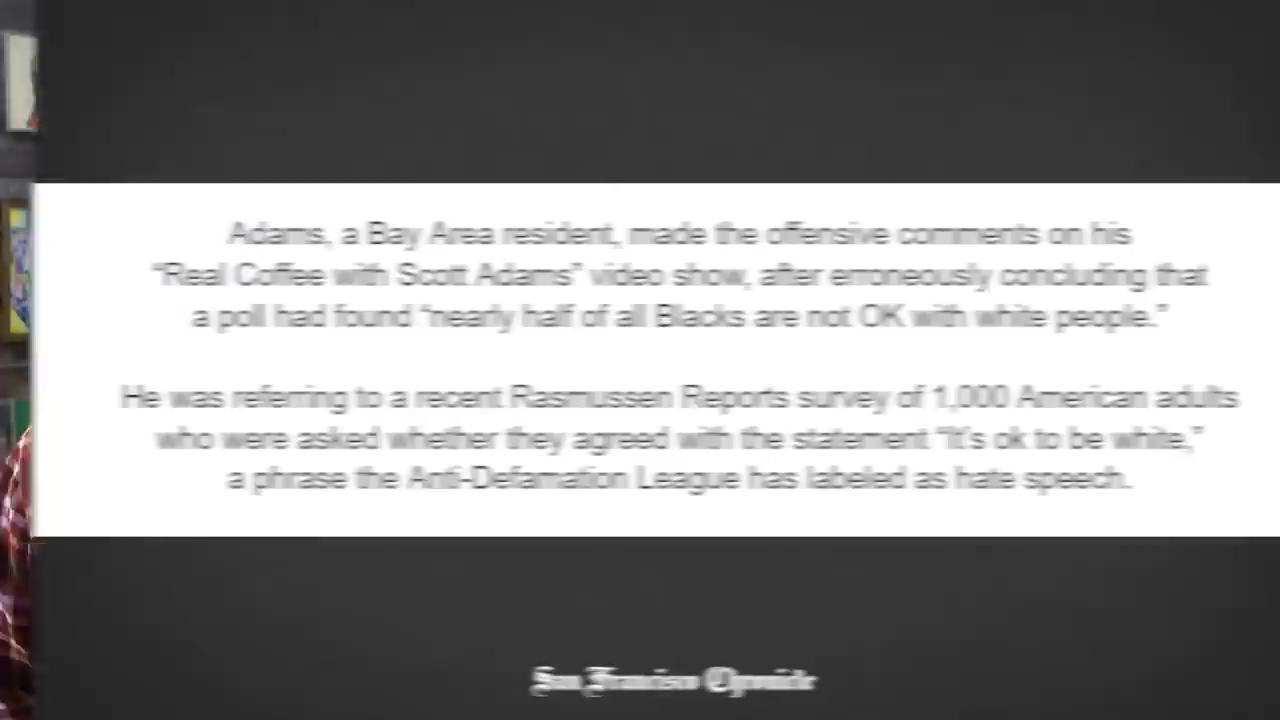 Adams, a Bay Area resident, made the offensive comments on his
“Real Coffee with Scott Adams” video show, after erroneously concluding that
a poll had found “nearly half of all Blacks are not OK with white people.”
He was referring to a recent Rasmussen Reports survey of 1,000 American adults
who were asked whether they agreed with the statement “It’s ok to be white,”
a phrase the Anti-Defamation League has labeled as hate speech.
San Francisco Chronicle